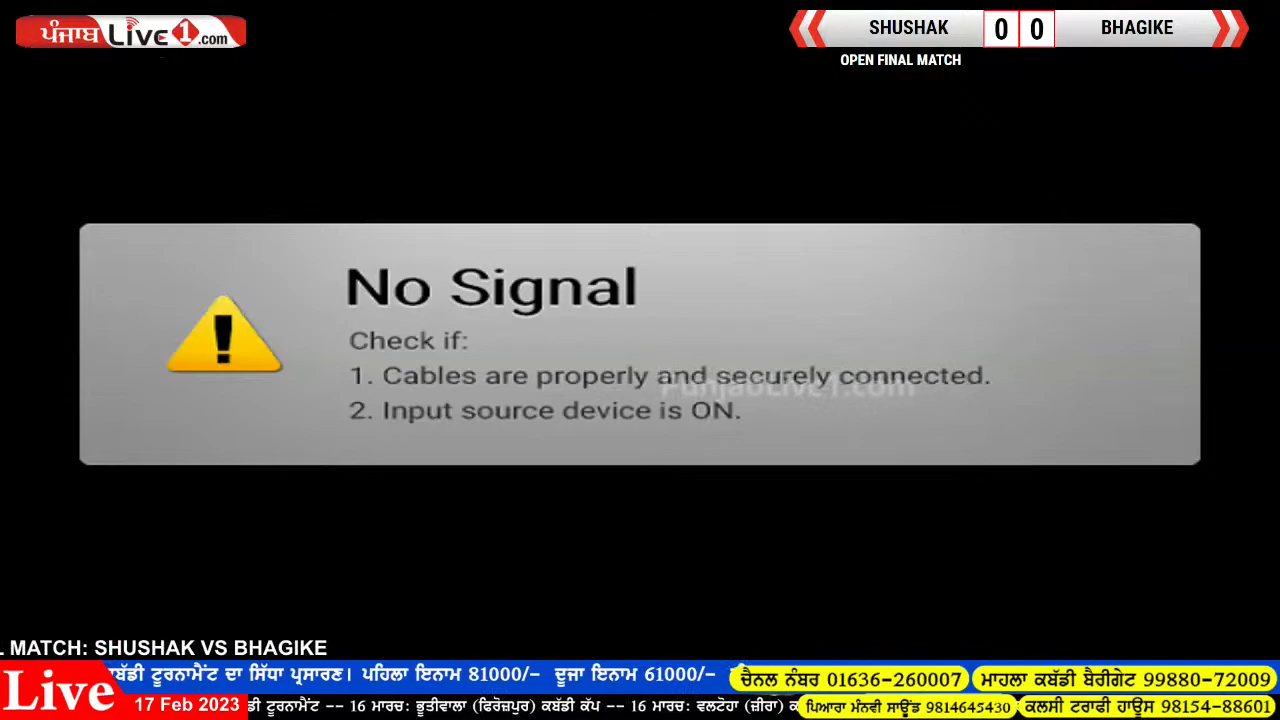 ਪੰਜਾਬ Live1.com
SHUSHAK 0 0 BHAGIKE
OPEN FINAL MATCH
No Signal
Check if:
1. Cables are properly and securely connected.
2. Input source device is ON.
PunjabLive1.com
MATCH: SHUSHAK VS BHAGIKE
ਟੂਰਨਾਮੈਂਟ ਦਾ ਸਿੱਧਾ ਪ੍ਰਸਾਰਣ। ਪਹਿਲਾ ਇਨਾਮ 81000/- ਦੂਜਾ ਇਨਾਮ 61000/-
ਚੈਨਲ ਨੰਬਰ 01636-260007
ਮਾਹਲਾ ਕਬੱਡੀ ਬੈਰੀਗੇਟ 99880-72009
Live
17 Feb 2023
ਟੂਰਨਾਮੈਂਟ -- 16 ਮਾਰਚ: ਭੂਤੀਵਾਲਾ (ਫਿਰੋਜ਼ਪੁਰ) ਕਬੱਡੀ ਕੱਪ -- 16 ਮਾਰਚ: ਵਲਟੋਹਾ (ਜ਼ੀਰਾ)
ਪਿਆਰਾ ਮੰਨਵੀ ਸਾਊਂਡ 9814645430
ਕਲਸੀ ਟਰਾਫੀ ਹਾਊਸ 98154-88601